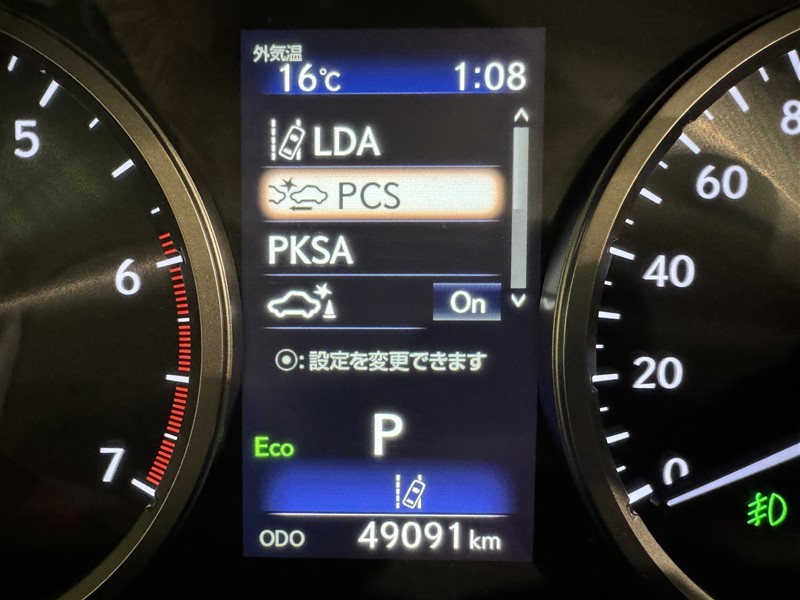 外気温
16℃ 1:08
LDA
PCS
PKSA
On
⦿:設定を変更できます
P
Eco
ODO 49091 km
5
6
7
8
60
40
20
0